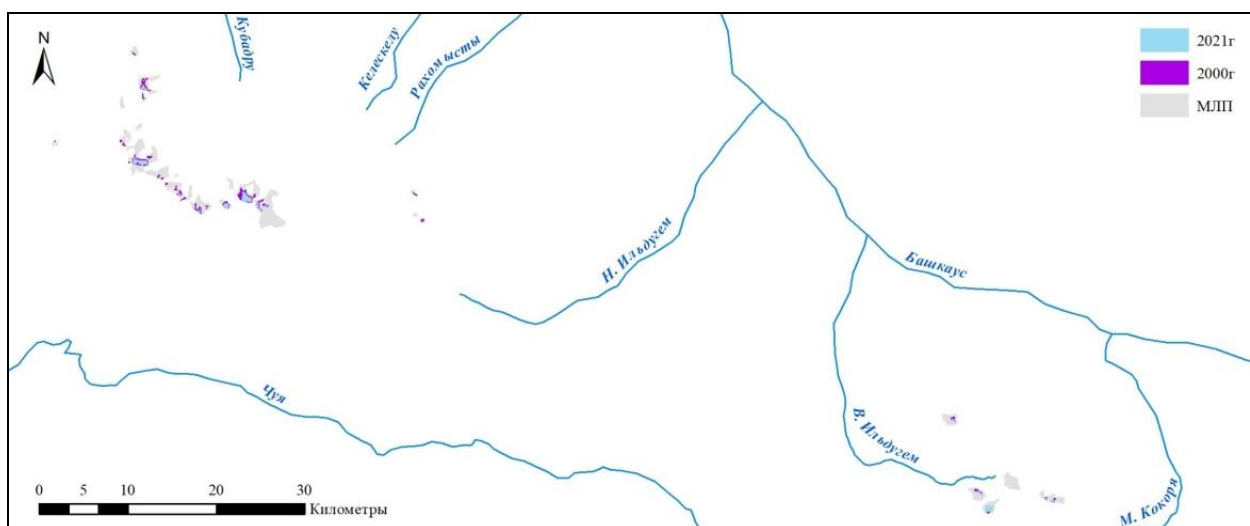 N
Кубадру
Келескелу
Рахомысты
2021г
2000г
МЛП
Н. Ильдугем
Башкаус
Чуя
В. Ильдугем
М. Кокоря
0 5 10 20 30
Километры